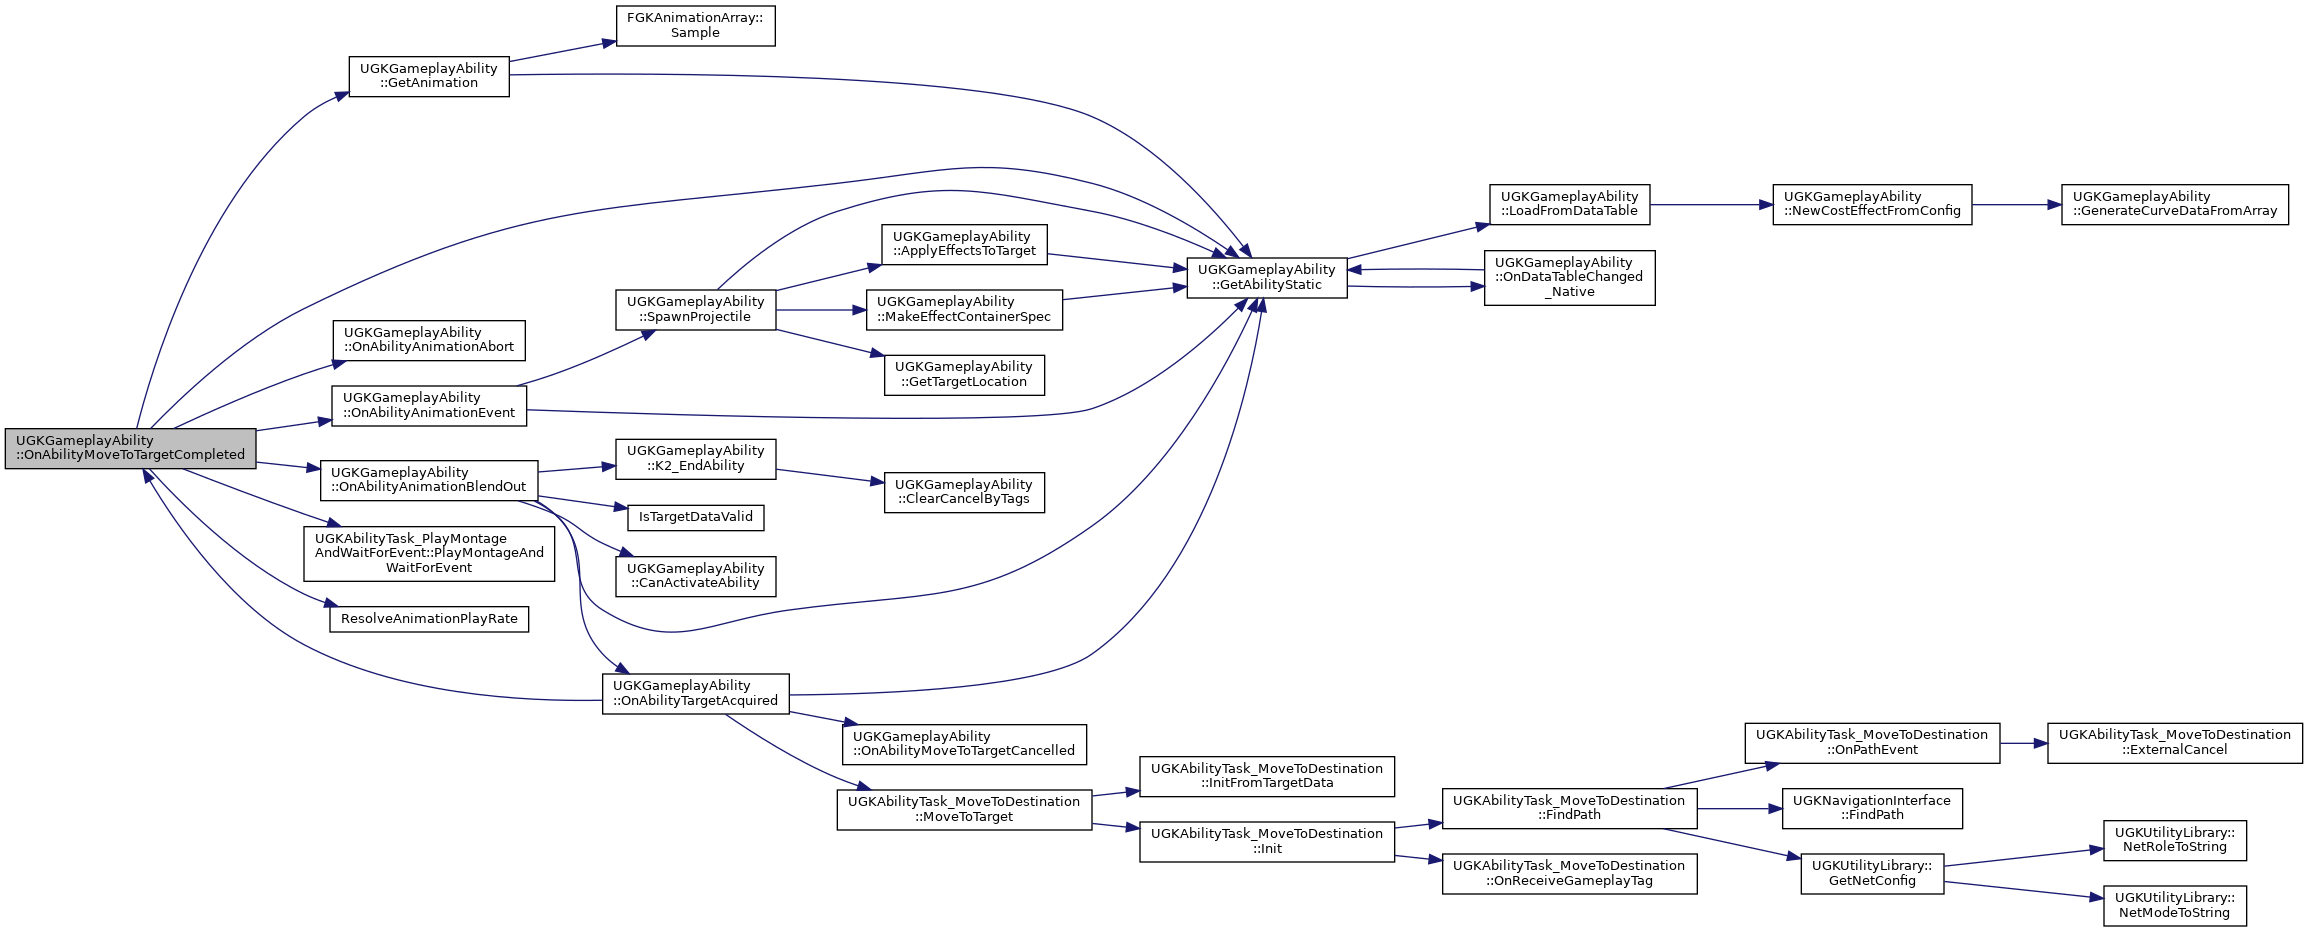 FGKAnimationArray::
Sample
UGKGameplayAbility
::GetAnimation
UGKGameplayAbility
::LoadFromDataTable
UGKGameplayAbility
::NewCostEffectFromConfig
UGKGameplayAbility
::GenerateCurveDataFromArray
UGKGameplayAbility
::ApplyEffectsToTarget
UGKGameplayAbility
::GetAbilityStatic
UGKGameplayAbility
::OnDataTableChanged
_Native
UGKGameplayAbility
::SpawnProjectile
UGKGameplayAbility
::MakeEffectContainerSpec
UGKGameplayAbility
::OnAbilityAnimationAbort
UGKGameplayAbility
::GetTargetLocation
UGKGameplayAbility
::OnAbilityAnimationEvent
UGKGameplayAbility
::OnAbilityMoveToTargetCompleted
UGKGameplayAbility
::K2_EndAbility
UGKGameplayAbility
::OnAbilityAnimationBlendOut
UGKGameplayAbility
::ClearCancelByTags
IsTargetDataValid
UGKAbilityTask_PlayMontage
AndWaitForEvent::PlayMontageAnd
WaitForEvent
UGKGameplayAbility
::CanActivateAbility
ResolveAnimationPlayRate
UGKGameplayAbility
::OnAbilityTargetAcquired
UGKGameplayAbility
::OnAbilityMoveToTargetCancelled
UGKAbilityTask_MoveToDestination
::OnPathEvent
UGKAbilityTask_MoveToDestination
::ExternalCancel
UGKAbilityTask_MoveToDestination
::InitFromTargetData
UGKAbilityTask_MoveToDestination
::MoveToTarget
UGKAbilityTask_MoveToDestination
::FindPath
UGKNavigationInterface
::FindPath
UGKAbilityTask_MoveToDestination
::Init
UGKUtilityLibrary::
NetRoleToString
UGKAbilityTask_MoveToDestination
::OnReceiveGameplayTag
UGKUtilityLibrary::
GetNetConfig
UGKUtilityLibrary::
NetModeToString